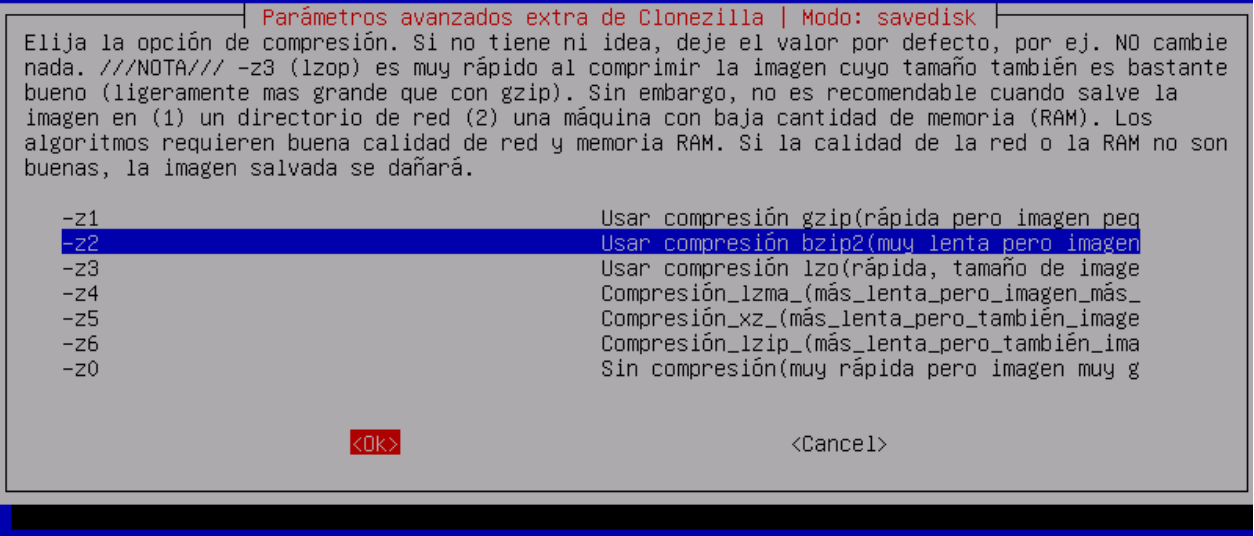 Parámetros avanzados extra de Clonezilla | Modo: savedisk
Elija la opción de compresión. Si no tiene ni idea, deje el valor por defecto, por ej. NO cambie
nada. ///NOTA/// -z3 (lzop) es muy rápido al comprimir la imagen cuyo tamaño también es bastante
bueno (ligeramente mas grande que con gzip). Sin embargo, no es recomendable cuando salve la
imagen en (1) un directorio de red (2) una máquina con baja cantidad de memoria (RAM). Los
algoritmos requieren buena calidad de red y memoria RAM. Si la calidad de la red o la RAM no son
buenas, la imagen salvada se dañará.
-z1 Usar compresión gzip(rápida pero imagen peq
-z2 Usar compresión bzip2(muy lenta pero imagen
-z3 Usar compresión lzo(rápida, tamaño de image
-z4 Compresión_lzma_(más_lenta_pero_imagen_más_
-z5 Compresión_xz_(más_lenta_pero_también_image
-z6 Compresión_lzip_(más_lenta_pero_también_ima
-z0 Sin compresión(muy rápida pero imagen muy g
<Ok> <Cancel>